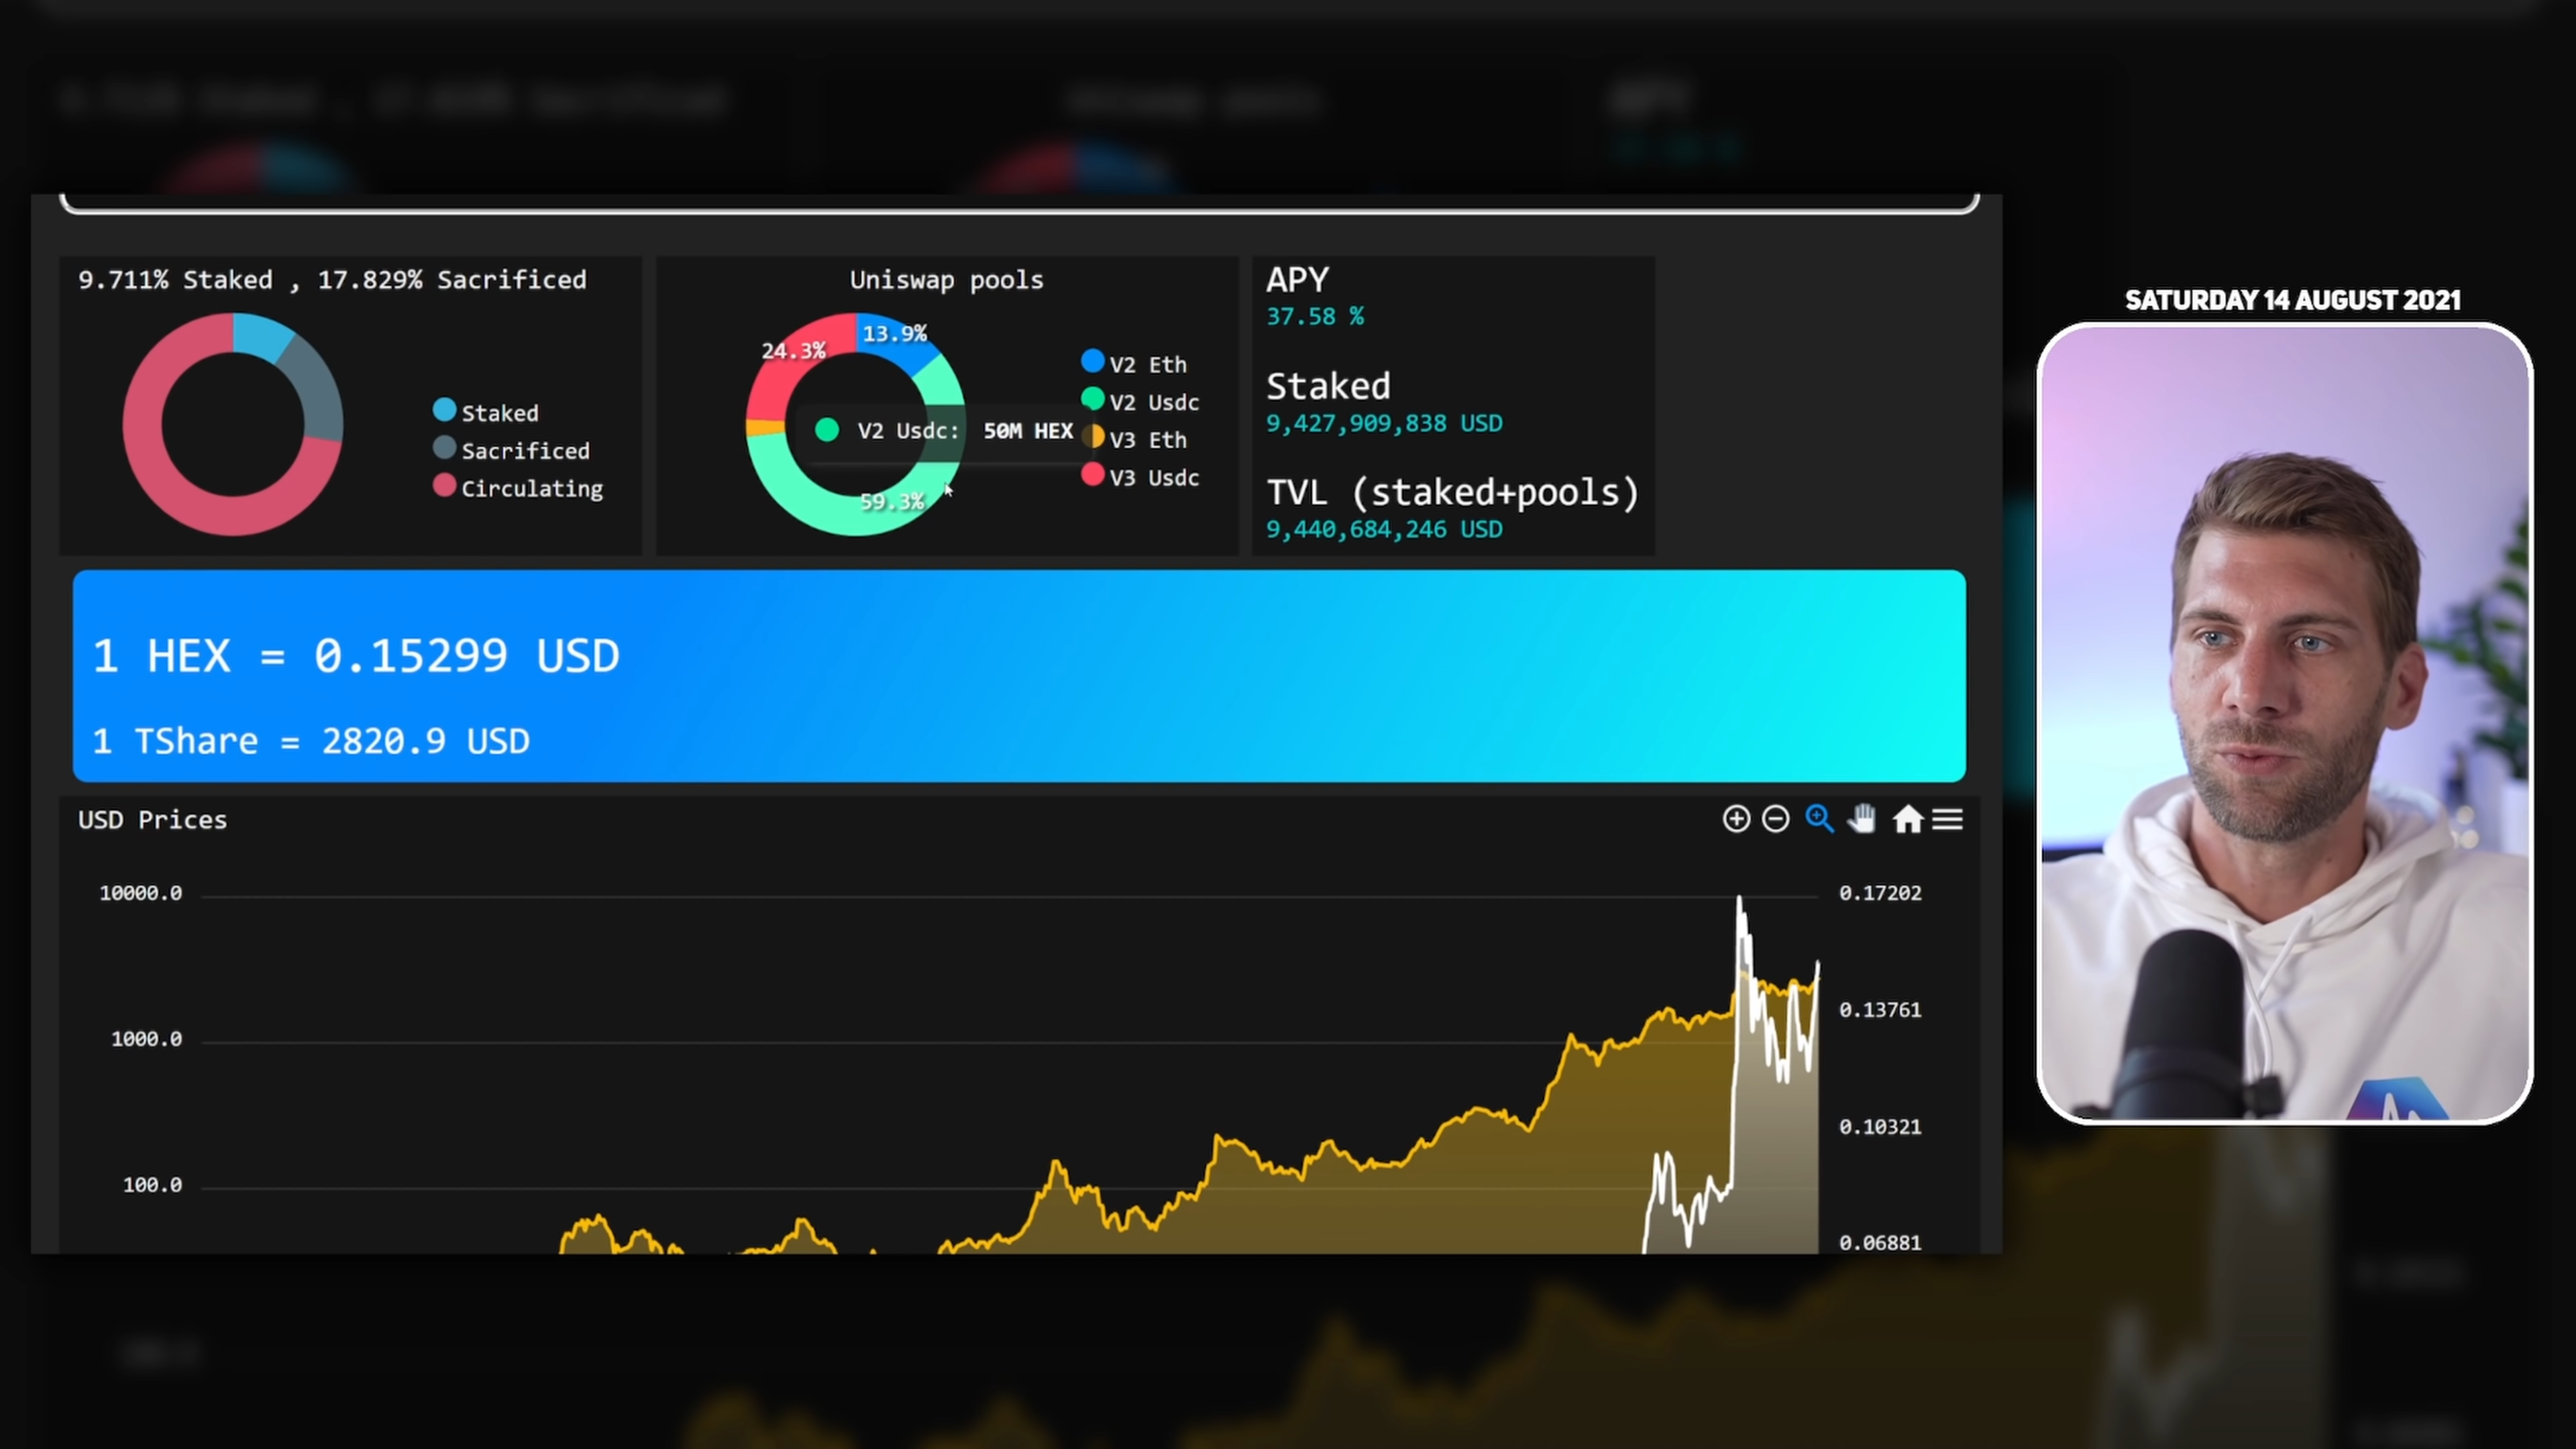 9.711% Staked , 17.829% Sacrificed
Staked
Sacrificed
Circulating
Uniswap pools
13.9%
24.3%
59.3%
V2 Usdc: 50M HEX
V2 Eth
V2 Usdc
V3 Eth
V3 Usdc
APY
37.58 %
Staked
9,427,909,838 USD
TVL (staked+pools)
9,440,684,246 USD
SATURDAY 14 AUGUST 2021
1 HEX = 0.15299 USD
1 TShare = 2820.9 USD
USD Prices
10000.0
1000.0
100.0
0.17202
0.13761
0.10321
0.06881